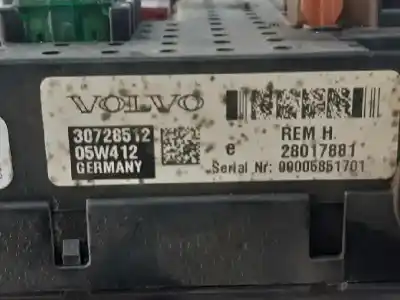 VOLVO
30728512
05W412
GERMANY
REM H.
e 28017881
Serial Nr: 00005851701